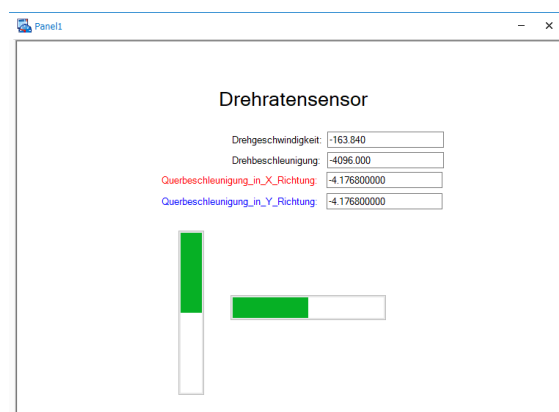 Panel1
Drehratensensor
Drehgeschwindigkeit: -163.840
Drehbeschleunigung: -4096.000
Querbeschleunigung_in_X_Richtung: -4.176800000
Querbeschleunigung_in_Y_Richtung: -4.176800000